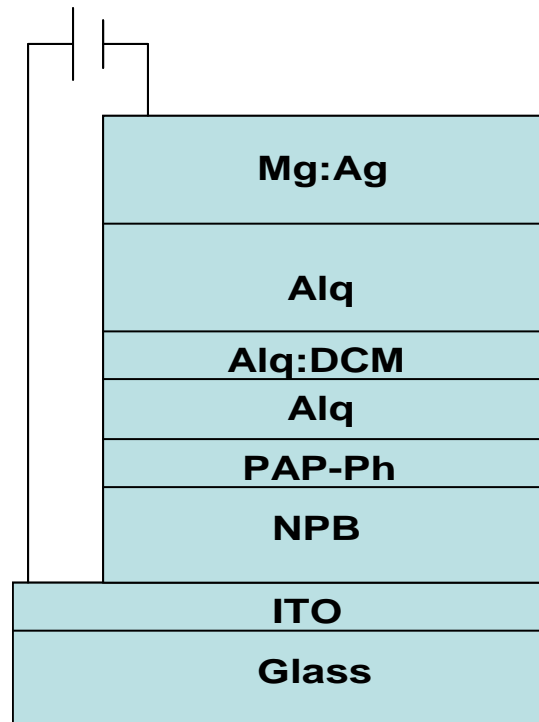 Mg:Ag
Alq
Alq:DCM
Alq
PAP-Ph
NPB
ITO
Glass